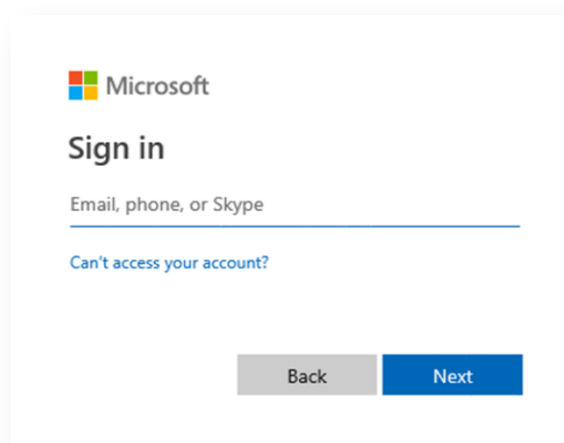 Microsoft
Sign in
Email, phone, or Skype
Can't access your account?
Back Next